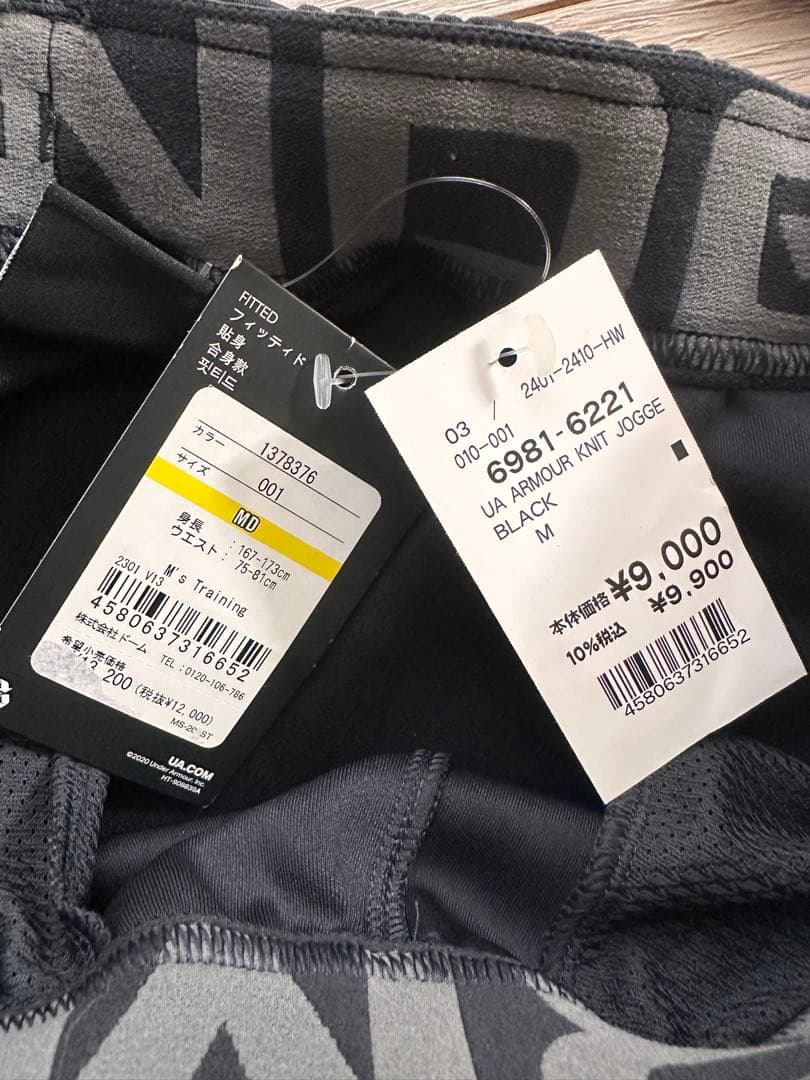 FITTED
フィッティド
貼身
合身款
핏티드
カラー 1378376
サイズ 001
MD
身長 : 167-173cm
ウエスト : 75-81cm
2301 V13 M's Training
4580637316652
株式会社ドーム TEL:0120-106-786
希望小売価格
200 (税抜¥12,000)
UA.COM
©2020 Under Armour, Inc.
03 / 2401-2410-HW
010-001
6981-6221
UA ARMOUR KNIT JOGGE
BLACK
M
本体価格 ¥9,000
10%税込 ¥9,900
4580637316652